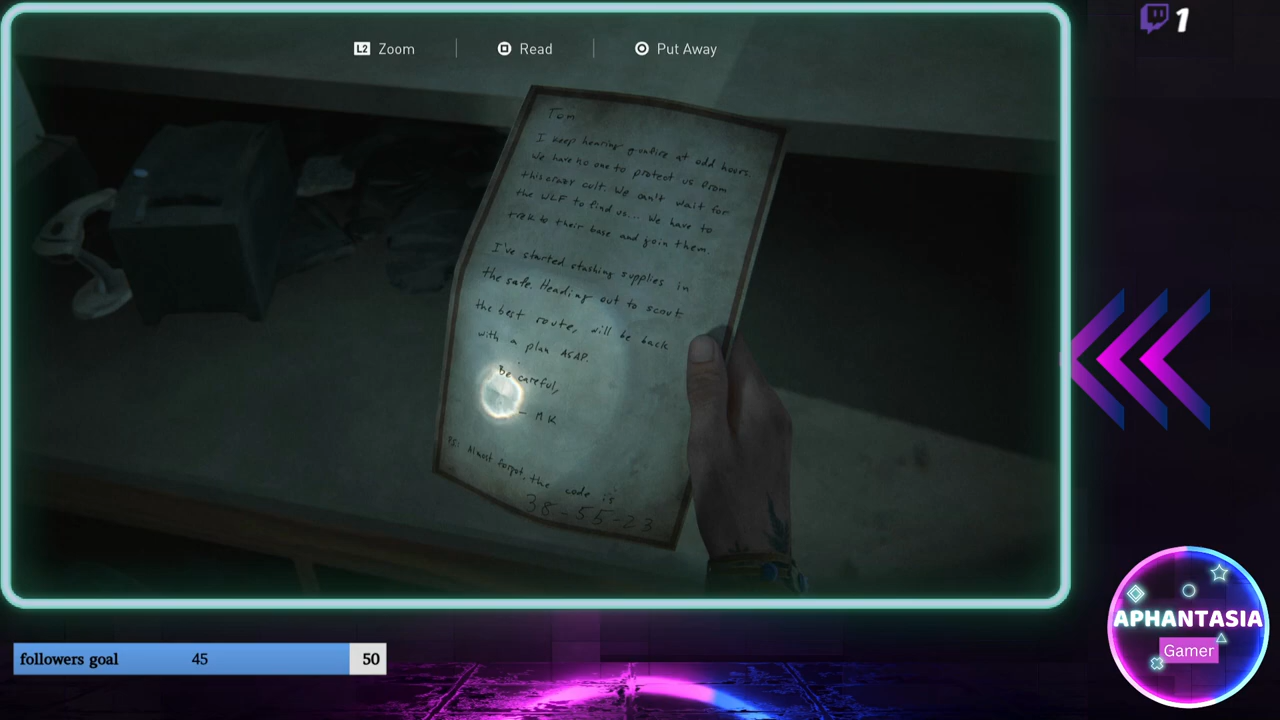 L2 Zoom
Read
Put Away
1
Tom
I keep hearing gunfire at odd hours.
We have no one to protect us from
this crazy cult. We can't wait for
the WLF to find us... We have to
trek to their base and join them.
I've started stashing supplies in
the safe. Heading out to scout
the best route, will be back
with a plan ASAP.
Be careful,
- MK
PS: Almost forgot, the code is
38-55-23
followers goal 45 50
APHANTASIA
Gamer